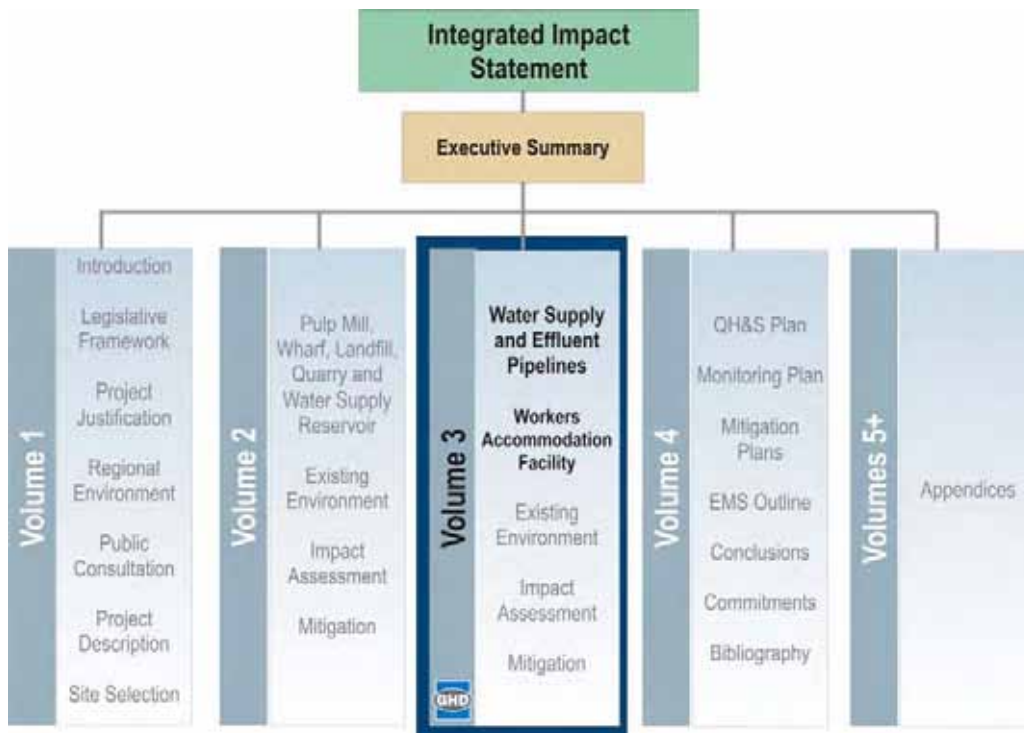 Integrated Impact
Statement
Executive Summary
Volume 1
Introduction
Legislative
Framework
Project
Justification
Regional
Environment
Public
Consultation
Project
Description
Site Selection
Volume 2
Pulp Mill,
Wharf, Landfill,
Quarry and
Water Supply
Reservoir
Existing
Environment
Impact
Assessment
Mitigation
Volume 3
Water Supply
and Effluent
Pipelines
Workers
Accommodation
Facility
Existing
Environment
Impact
Assessment
Mitigation
GHD
Volume 4
QH&S Plan
Monitoring Plan
Mitigation
Plans
EMS Outline
Conclusions
Commitments
Bibliography
Volumes 5+
Appendices